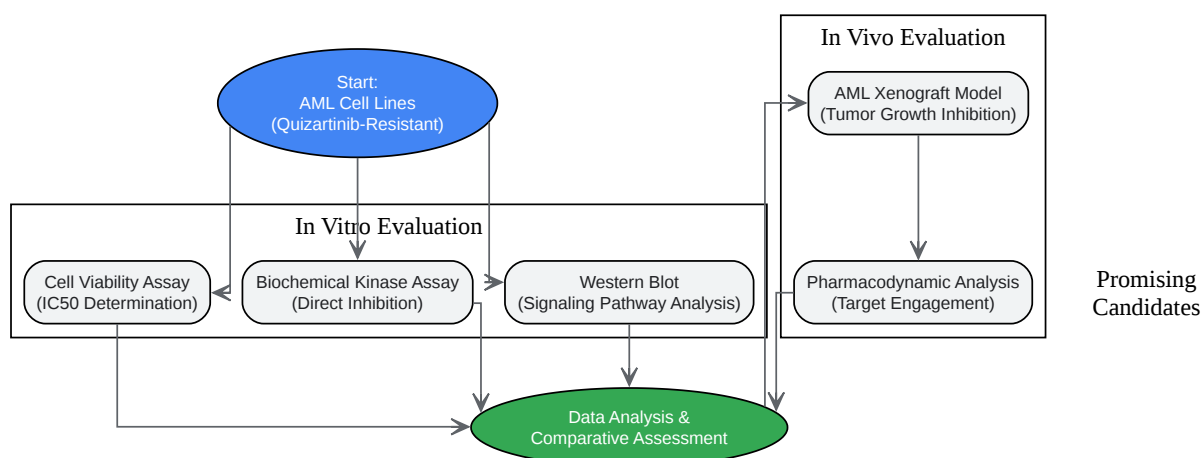 In Vivo Evaluation
Start:
AML Cell Lines
(Quizartinib-Resistant)
AML Xenograft Model
(Tumor Growth Inhibition)
In Vitro Evaluation
Cell Viability Assay
(IC50 Determination)
Biochemical Kinase Assay
(Direct Inhibition)
Western Blot
(Signaling Pathway Analysis)
Pharmacodynamic Analysis
(Target Engagement)
Promising
Candidates
Data Analysis &
Comparative Assessment